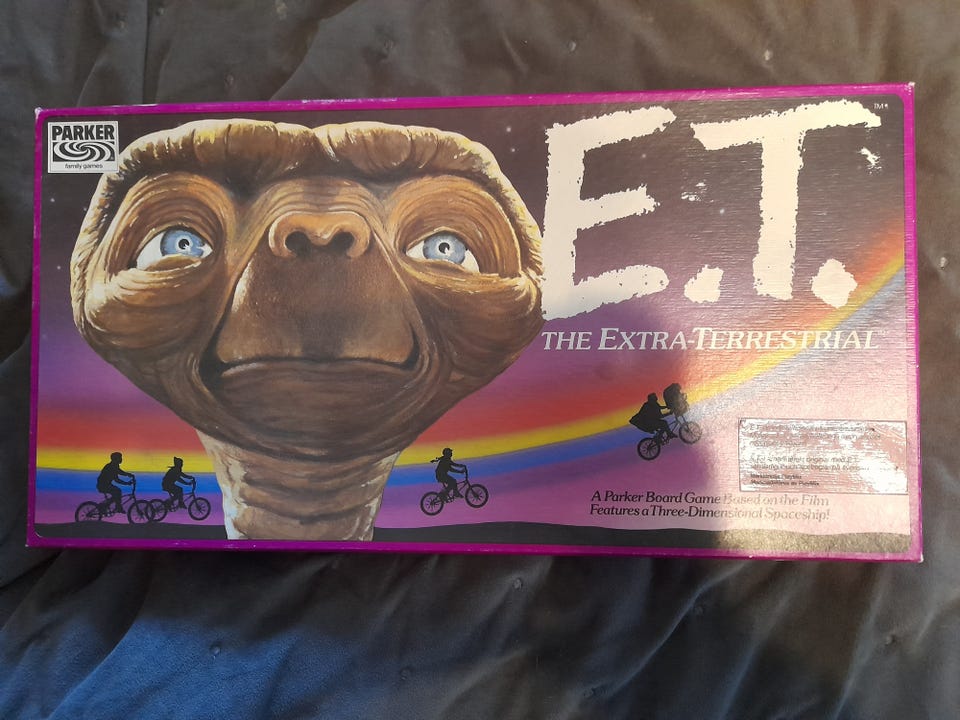 PARKER
family games
E.T.
TM*
THE EXTRA-TERRESTRIAL
A Parker Board Game Based on the Film
Features a Three-Dimensional Spaceship!